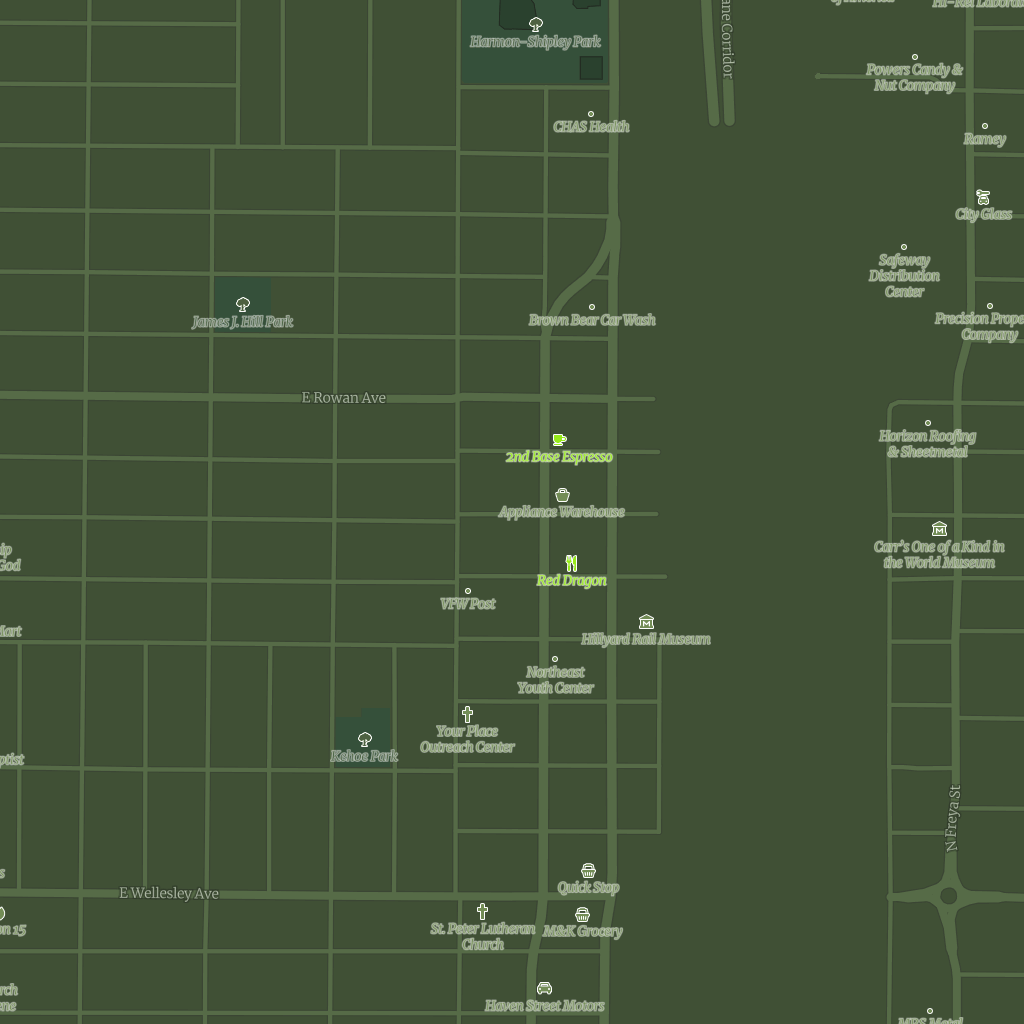 Harmon-Shipley Park
Powers Candy &
Nut Company
CHAS Health
Ramey
City Glass
Safeway
Distribution
Center
James J. Hill Park
Brown Bear Car Wash
Company
E Rowan Ave
Horizon Roofing
& Sheetmetal
2nd Base Espresso
Appliance Warehouse
Carr's One of a Kind in
the World Museum
God
Red Dragon
VFW Post
Hillyard Rail Museum
Northeast
Youth Center
Your Place
Outreach Center
Kehoe Park
N Freya St
E Wellesley Ave
Quick Stop
St. Peter Lutheran
Church
M&K Grocery
15
Haven Street Motors
Corridor
Precision